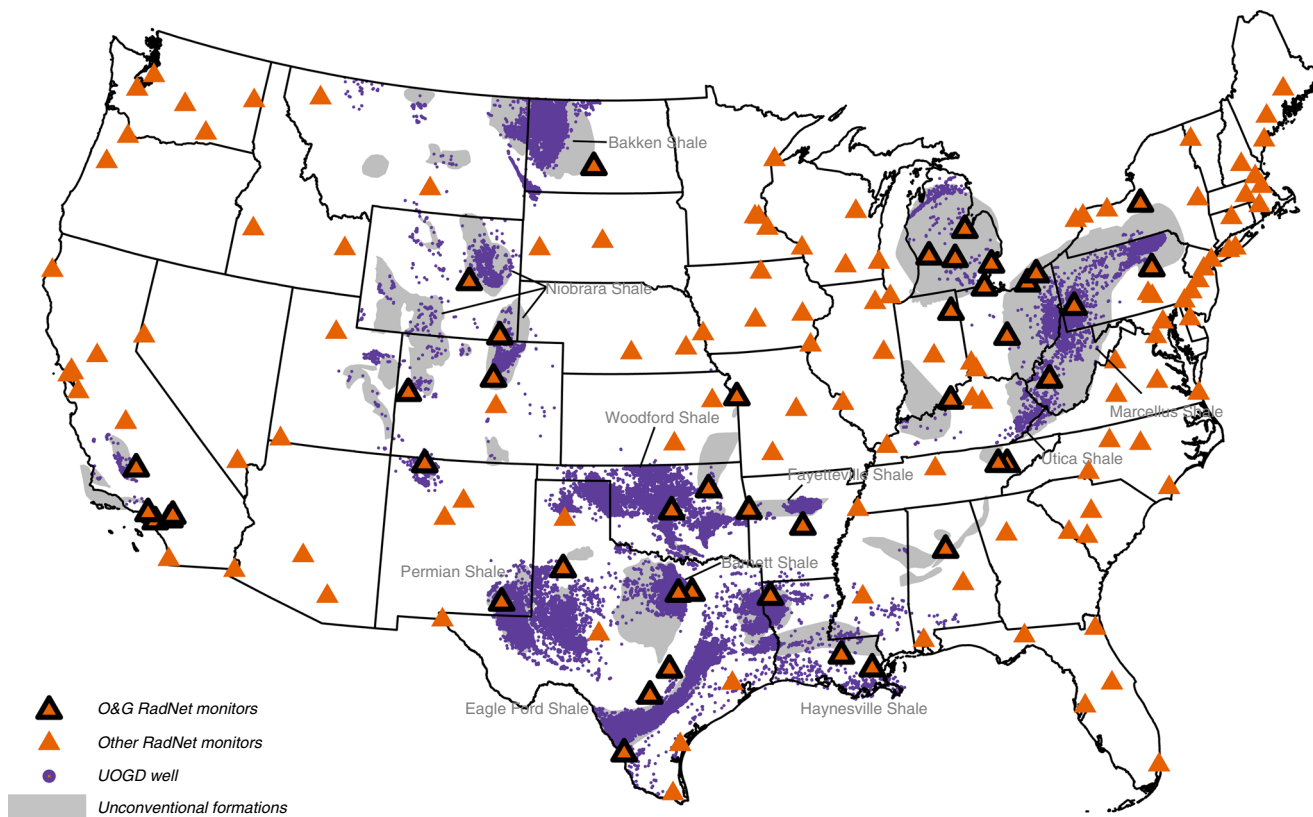 Bakken Shale
Niobrara Shale
Woodford Shale
Marcellus Shale
Utica Shale
Fayetteville Shale
Barnett Shale
Permian Shale
Eagle Ford Shale
Haynesville Shale
O&G RadNet monitors
Other RadNet monitors
UOGD well
Unconventional formations